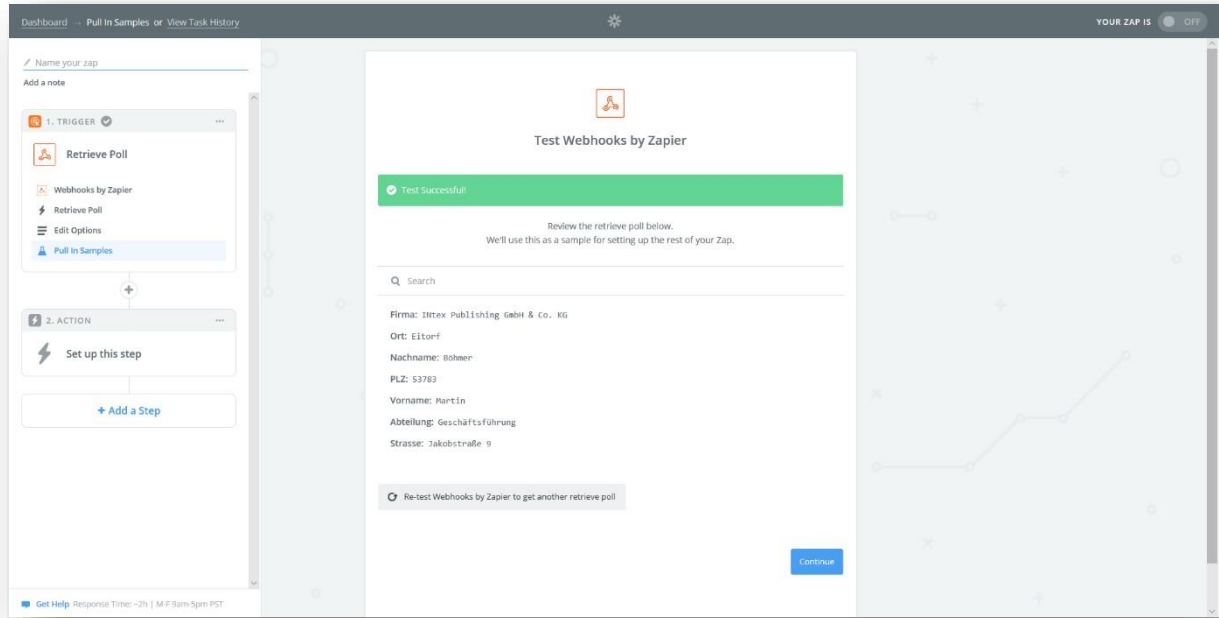 Dashboard → Pull In Samples or View Task History
YOUR ZAP IS OFF
Name your zap
Add a note
1. TRIGGER
Retrieve Poll
Webhooks by Zapier
Retrieve Poll
Edit Options
Pull In Samples
2. ACTION
Set up this step
+ Add a Step
Get Help Response Time: ~2h | M-F 9am-5pm PST
Test Webhooks by Zapier
Test Successful!
Review the retrieve poll below.
We'll use this as a sample for setting up the rest of your Zap.
Search
Firma: INtex Publishing GmbH & Co. KG
Ort: Eitorf
Nachname: Böhmer
PLZ: 53783
Vorname: Martin
Abteilung: Geschäftsführung
Strasse: Jakobstraße 9
Re-test Webhooks by Zapier to get another retrieve poll
Continue